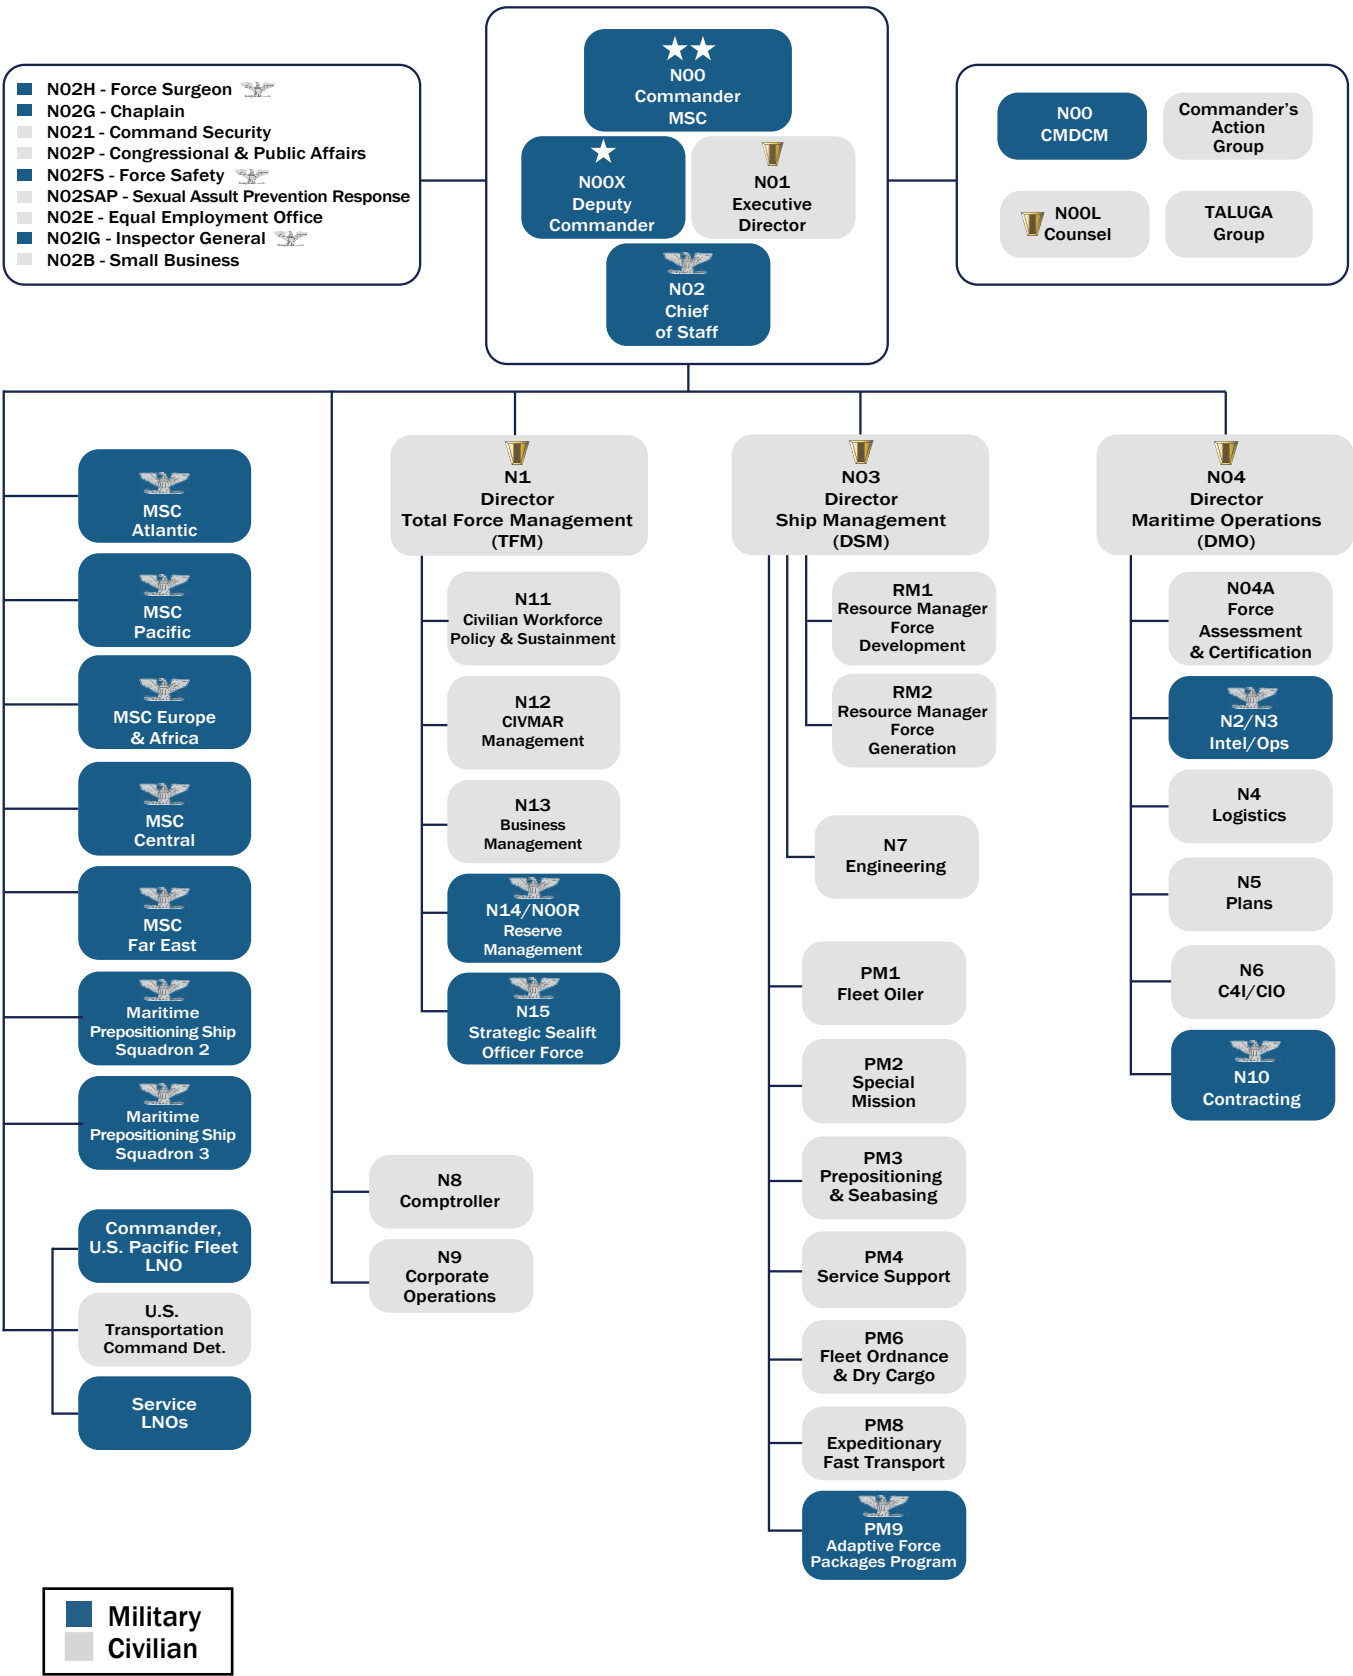 N02H - Force Surgeon
N02G - Chaplain
N021 - Command Security
N02P - Congressional & Public Affairs
N02FS - Force Safety
N02SAP - Sexual Assult Prevention Response
N02E - Equal Employment Office
N02IG - Inspector General
N02B - Small Business
N00
Commander
MSC
N00X
Deputy
Commander
N01
Executive
Director
N02
Chief
of Staff
N00
CMDCM
Commander's
Action
Group
N00L
Counsel
TALUGA
Group
MSC
Atlantic
MSC
Pacific
MSC Europe
& Africa
MSC
Central
MSC
Far East
Maritime
Prepositioning Ship
Squadron 2
Maritime
Prepositioning Ship
Squadron 3
Commander,
U.S. Pacific Fleet
LNO
U.S.
Transportation
Command Det.
Service
LNOs
N1
Director
Total Force Management
(TFM)
N11
Civilian Workforce
Policy & Sustainment
N12
CIVMAR
Management
N13
Business
Management
N14/N00R
Reserve
Management
N15
Strategic Sealift
Officer Force
N8
Comptroller
N9
Corporate
Operations
N03
Director
Ship Management
(DSM)
RM1
Resource Manager
Force
Development
RM2
Resource Manager
Force
Generation
N7
Engineering
PM1
Fleet Oiler
PM2
Special
Mission
PM3
Prepositioning
& Seabasing
PM4
Service Support
PM6
Fleet Ordnance
& Dry Cargo
PM8
Expeditionary
Fast Transport
PM9
Adaptive Force
Packages Program
N04
Director
Maritime Operations
(DMO)
N04A
Force
Assessment
& Certification
N2/N3
Intel/Ops
N4
Logistics
N5
Plans
N6
C4I/CIO
N10
Contracting
Military
Civilian